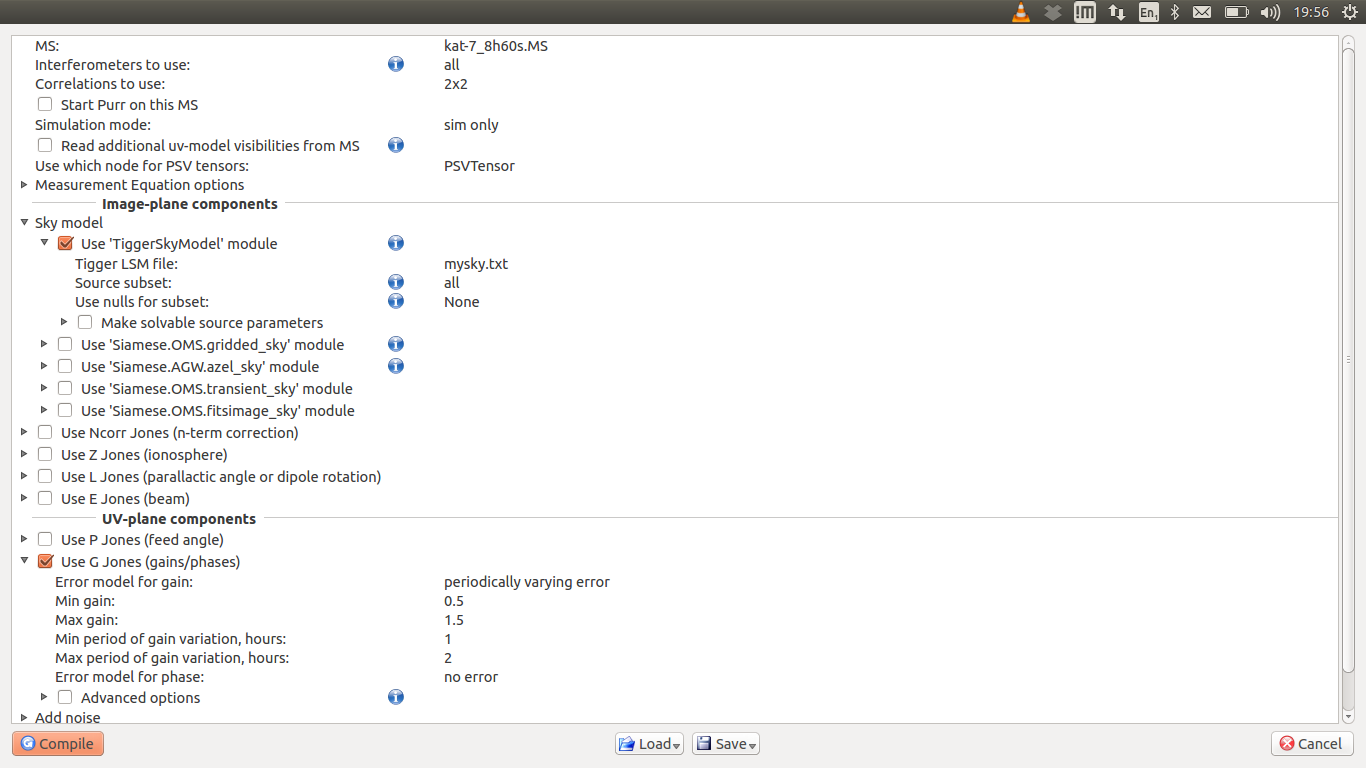 En1 19:56
MS: kat-7_8h60s.MS
Interferometers to use: all
Correlations to use: 2x2
Start Purr on this MS
Simulation mode: sim only
Read additional uv-model visibilities from MS
Use which node for PSV tensors: PSVTensor
Measurement Equation options
Image-plane components
Sky model
Use 'TiggerSkyModel' module
Tigger LSM file: mysky.txt
Source subset: all
Use nulls for subset: None
Make solvable source parameters
Use 'Siamese.OMS.gridded_sky' module
Use 'Siamese.AGW.azel_sky' module
Use 'Siamese.OMS.transient_sky' module
Use 'Siamese.OMS.fitsimage_sky' module
Use Ncorr Jones (n-term correction)
Use Z Jones (ionosphere)
Use L Jones (parallactic angle or dipole rotation)
Use E Jones (beam)
UV-plane components
Use P Jones (feed angle)
Use G Jones (gains/phases)
Error model for gain: periodically varying error
Min gain: 0.5
Max gain: 1.5
Min period of gain variation, hours: 1
Max period of gain variation, hours: 2
Error model for phase: no error
Advanced options
Add noise
Compile Load Save Cancel